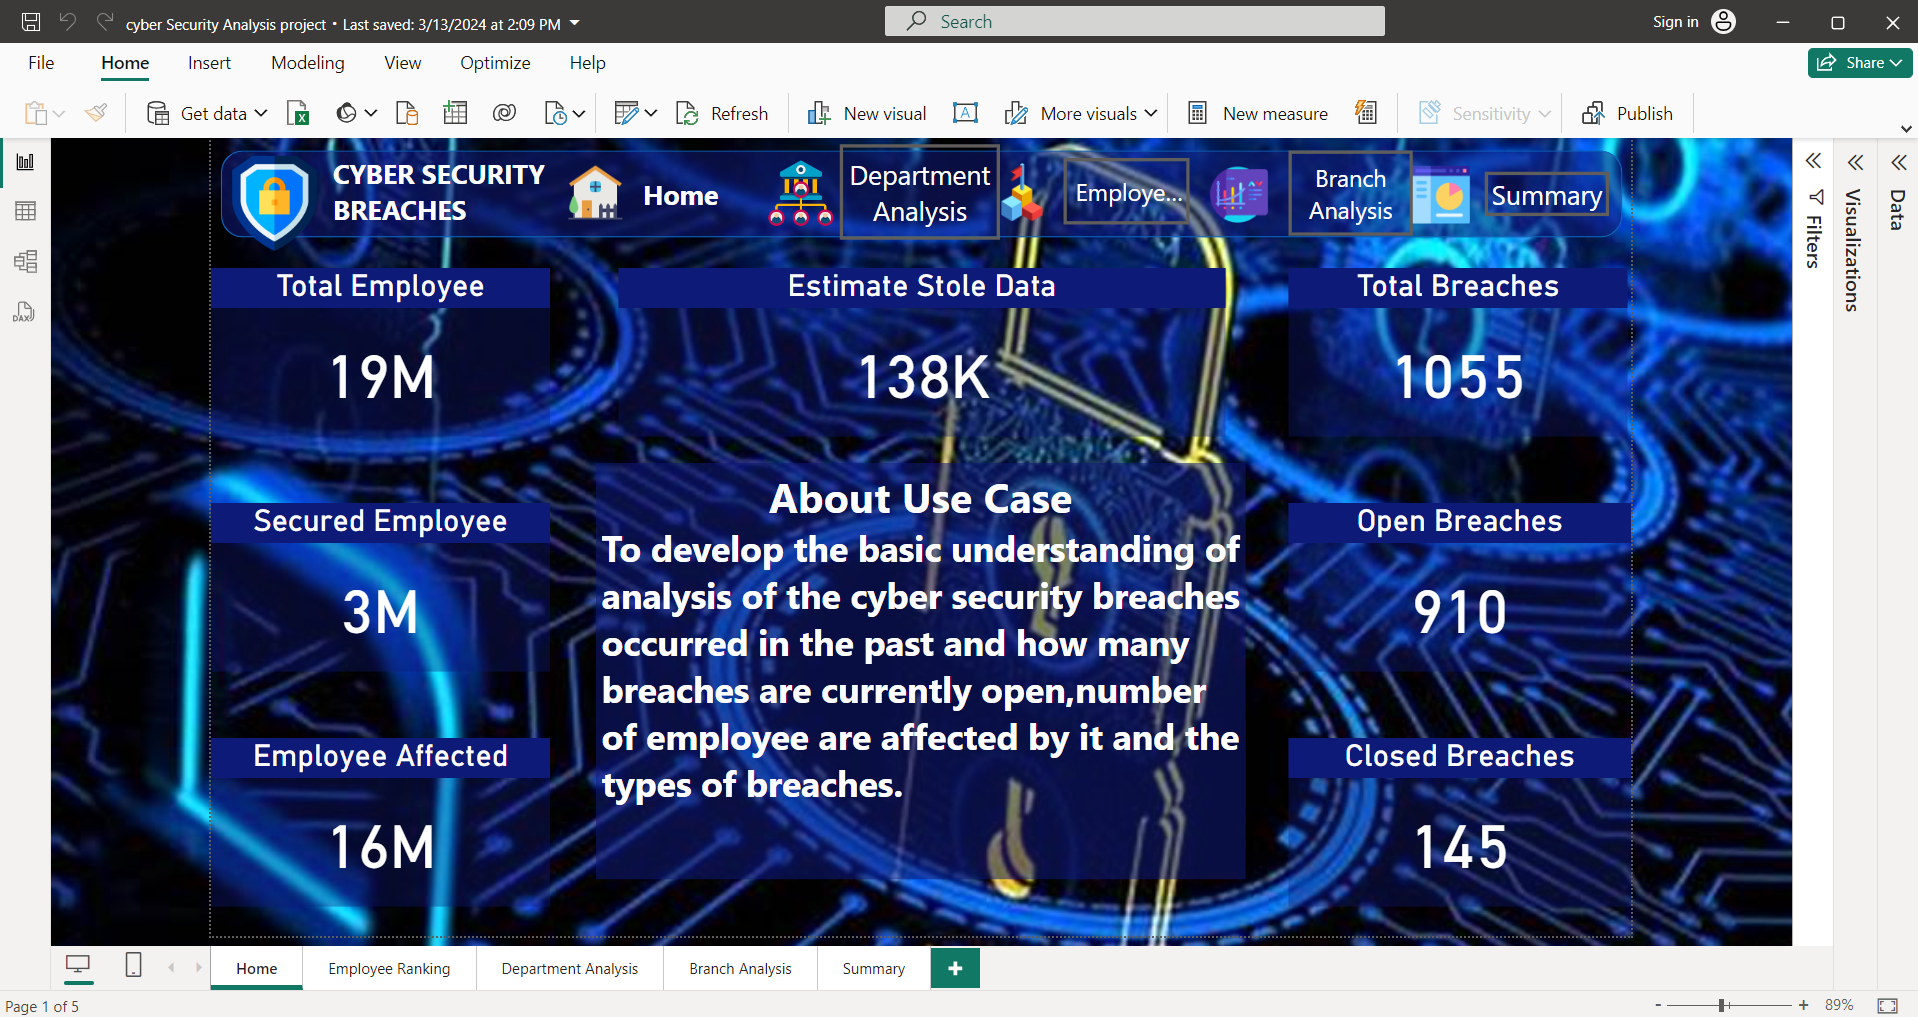 cyber Security Analysis project • Last saved: 3/13/2024 at 2:09 PM
Search
Sign in
File
Home
Insert
Modeling
View
Optimize
Help
Share
Get data
Refresh
New visual
More visuals
New measure
Sensitivity
Publish
CYBER SECURITY
BREACHES
Home
Department
Analysis
Employe...
Branch
Analysis
Summary
Filters
Visualizations
Data
DAX
Total Employee
19M
Estimate Stole Data
138K
Total Breaches
1055
Secured Employee
3M
About Use Case
To develop the basic understanding of
analysis of the cyber security breaches
occurred in the past and how many
breaches are currently open,number
of employee are affected by it and the
types of breaches.
Open Breaches
910
Employee Affected
16M
Closed Breaches
145
Home
Employee Ranking
Department Analysis
Branch Analysis
Summary
Page 1 of 5
- + 89%